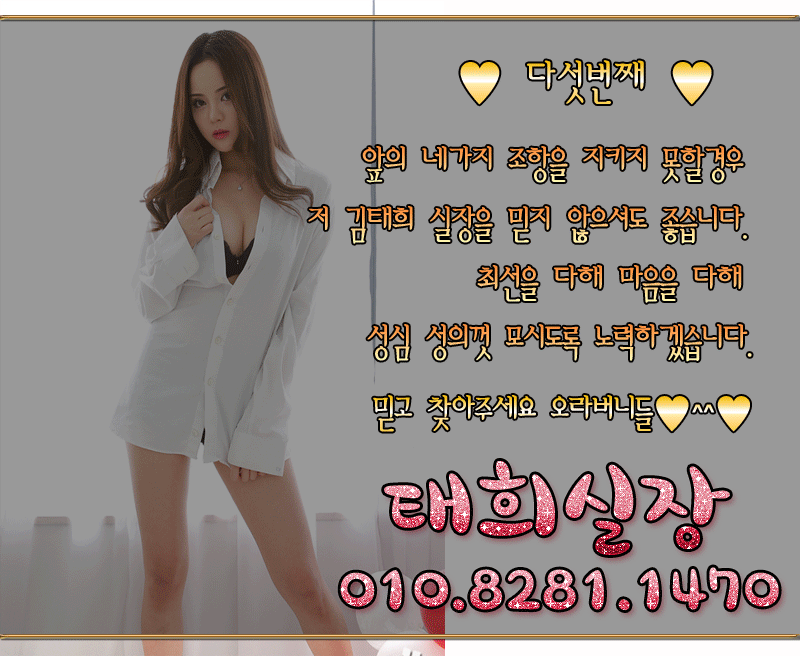 ♥ 다섯번째 ♥
앞의 네가지 조항을 지키지 못할경우
저 김태희 실장을 믿지 않으셔도 좋습니다.
최선을 다해 마음을 다해
성심 성의껏 모시도록 노력하겠습니다.
믿고 찾아주세요 오라버니들♥^^♥
태희실장
010.8281.1470